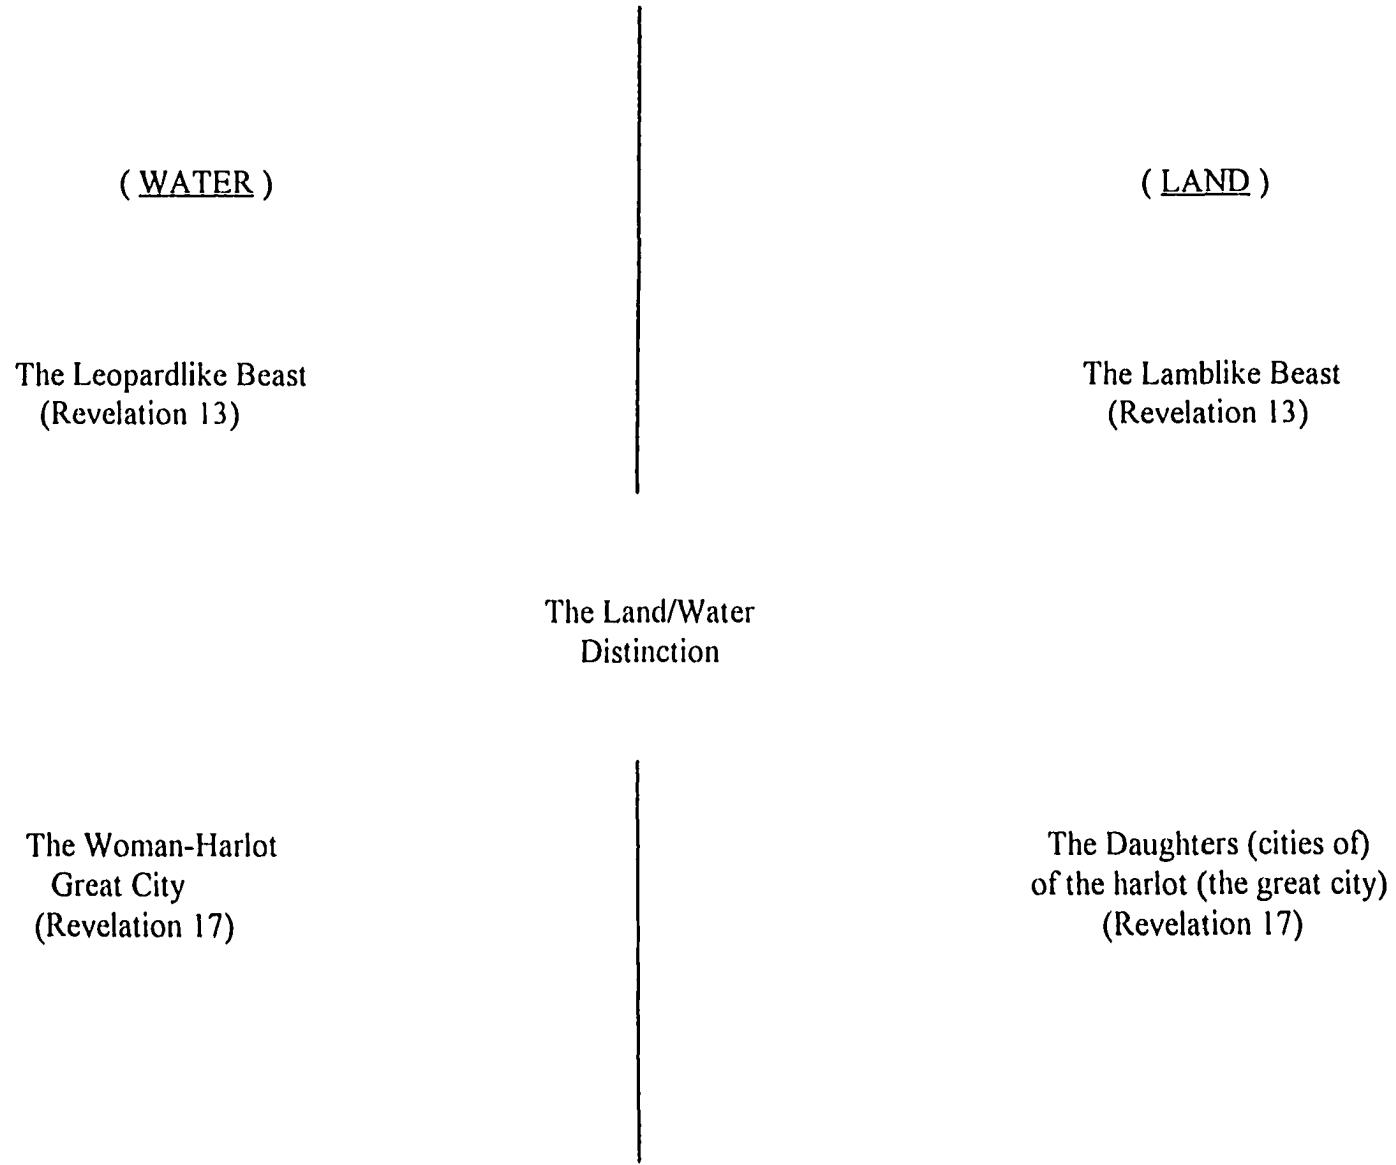 ( WATER )
( LAND )
The Leopardlike Beast
(Revelation 13)
The Lamblike Beast
(Revelation 13)
The Land/Water
Distinction
The Woman-Harlot
Great City
(Revelation 17)
The Daughters (cities of)
of the harlot (the great city)
(Revelation 17)